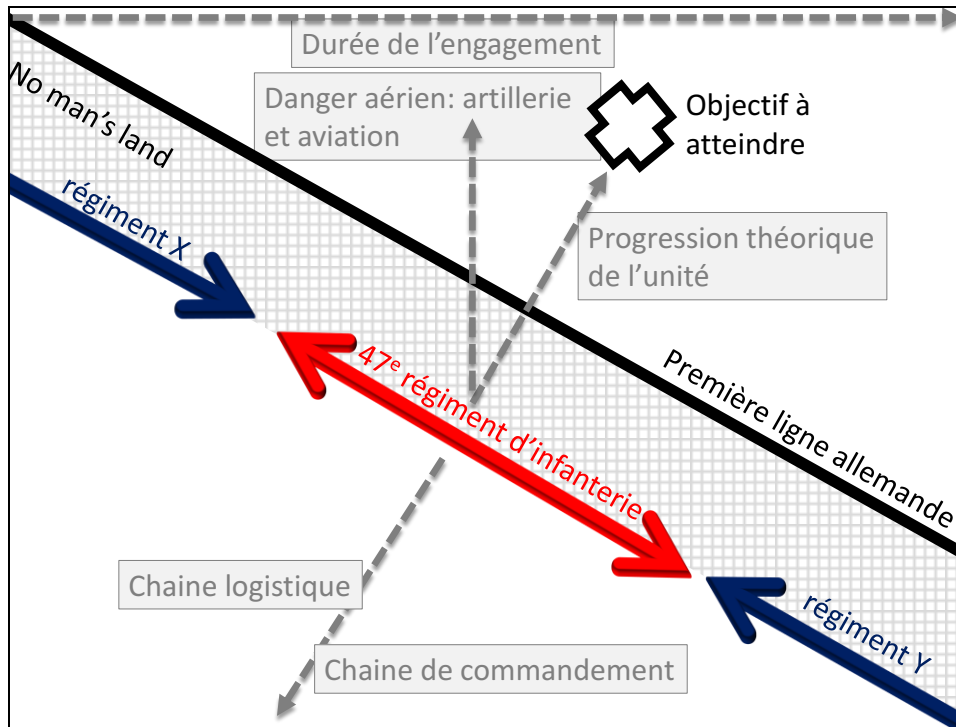 Durée de l'engagement
Danger aérien: artillerie
et aviation
Objectif à
atteindre
No man's land
régiment X
Progression théorique
de l'unité
47e régiment d'infanterie
Première ligne allemande
Chaine logistique
Chaine de commandement
régiment Y